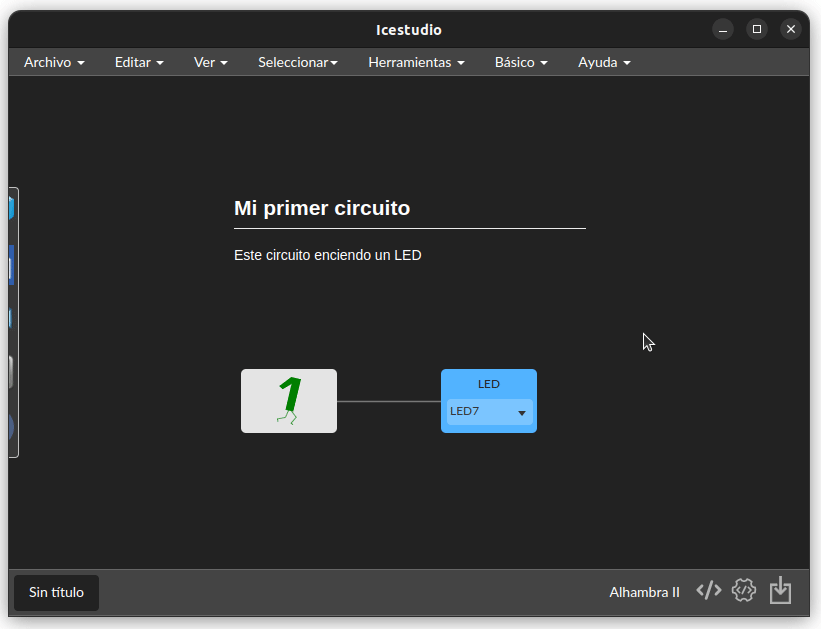 Icestudio
Archivo Editar Ver Seleccionar Herramientas Básico Ayuda
Mi primer circuito
Este circuito enciendo un LED
1
LED
LED7
Sin título
Alhambra II